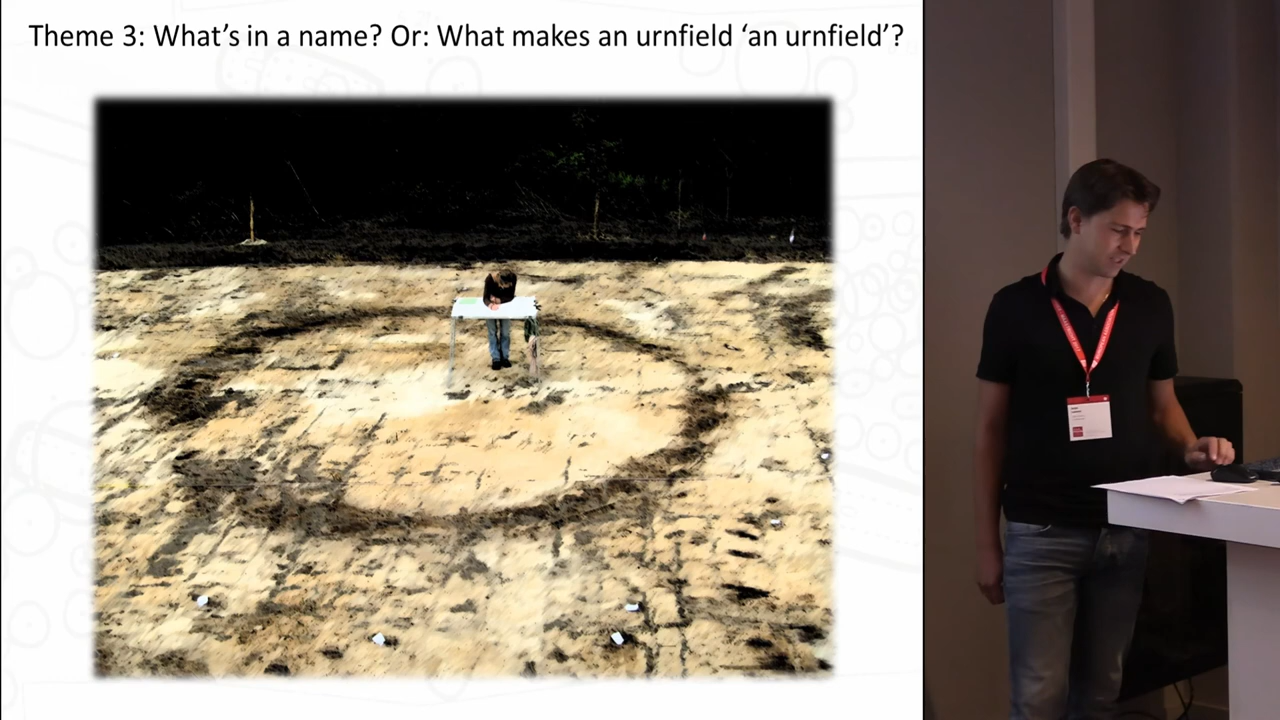 Theme 3: What’s in a name? Or: What makes an urnfield ‘an urnfield’?